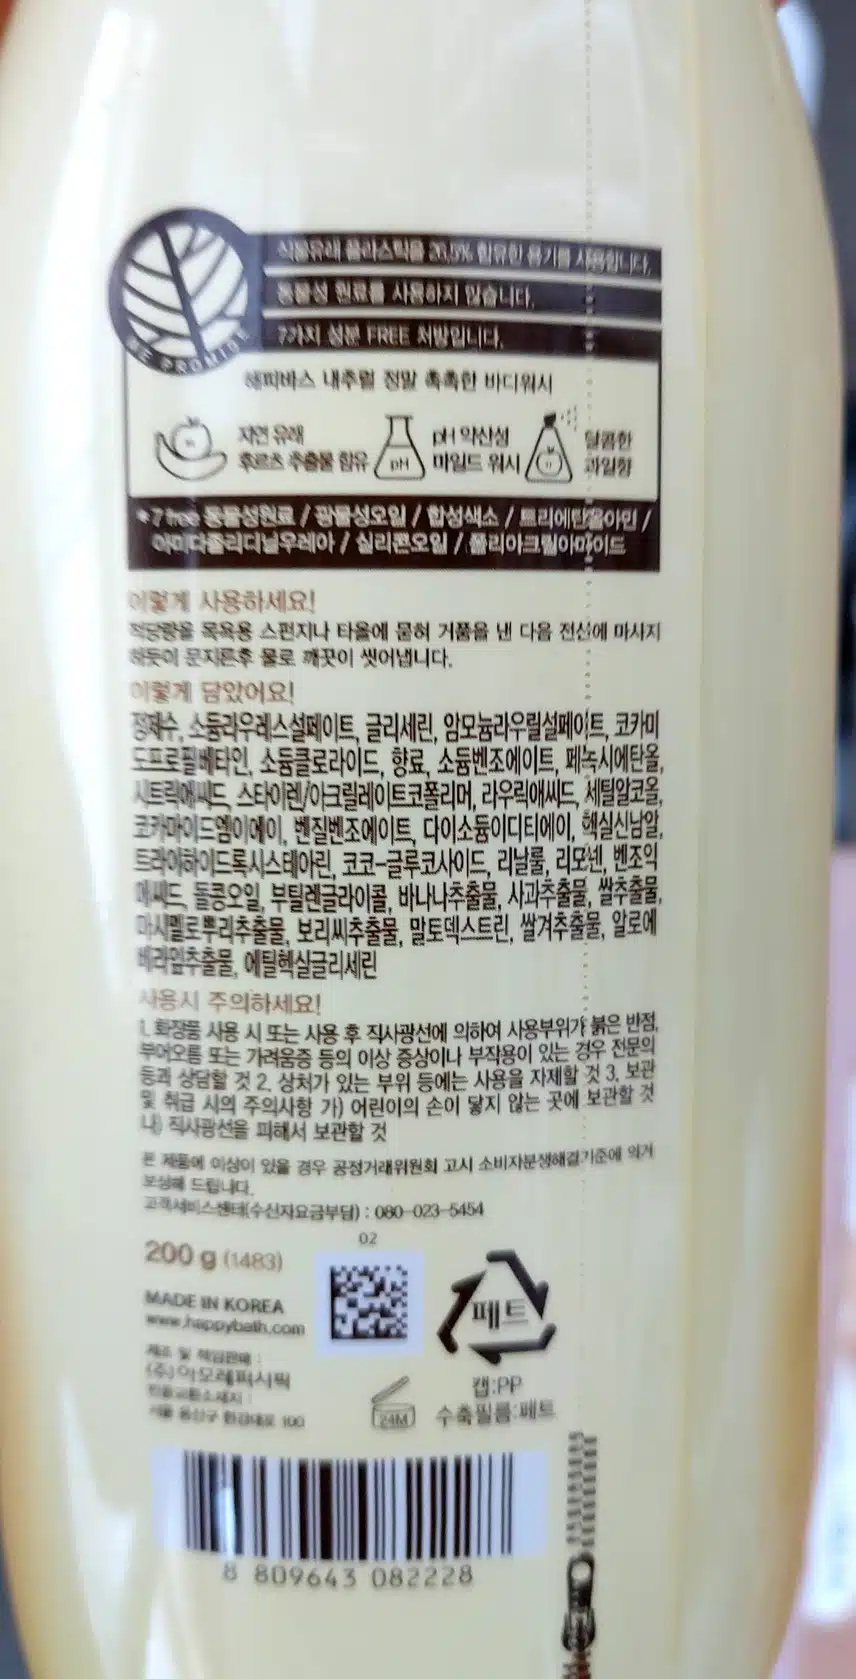 식물유래 플라스틱을 26.5% 함유한 용기를 사용합니다.
동물성 원료를 사용하지 않습니다.
7가지 성분 FREE 처방입니다.
WE PROMISE
해피바스 내추럴 정말 촉촉한 바디워시
자연 유래
후르츠 추출물 함유
pH
pH 약산성
마일드 워시
달콤한
과일향
*7 free 동물성원료 / 광물성오일 / 합성색소 / 트리에탄올아민 /
이미다졸리디닐우레아 / 실리콘오일 / 폴리아크릴아마이드
이렇게 사용하세요!
적당량을 목욕용 스펀지나 타올에 묻혀 거품을 낸 다음 전신에 마사지
하듯이 문지른후 물로 깨끗이 씻어냅니다.
이렇게 담았어요!
정제수, 소듐라우레스설페이트, 글리세린, 암모늄라우릴설페이트, 코카미
도프로필베타인, 소듐클로라이드, 향료, 소듐벤조에이트, 페녹시에탄올,
시트릭애씨드, 스타이렌/아크릴레이트코폴리머, 라우릭애씨드, 세틸알코올,
코카마이드엠이에이, 벤질벤조에이트, 다이소듐이디티에이, 헥실신남알,
트라이하이드록시스테아린, 코코-글루코사이드, 리날룰, 리모넨, 벤조익
애씨드, 돌콩오일, 부틸렌글라이콜, 바나나추출물, 사과추출물, 쌀추출물,
마시멜로뿌리추출물, 보리씨추출물, 말토덱스트린, 쌀겨추출물, 알로에
베라잎추출물, 에틸헥실글리세린
사용시 주의하세요!
1. 화장품 사용 시 또는 사용 후 직사광선에 의하여 사용부위가 붉은 반점,
부어오름 또는 가려움증 등의 이상 증상이나 부작용이 있는 경우 전문의
등과 상담할 것 2. 상처가 있는 부위 등에는 사용을 자제할 것 3. 보관
및 취급 시의 주의사항 가) 어린이의 손이 닿지 않는 곳에 보관할 것
나) 직사광선을 피해서 보관할 것
본 제품에 이상이 있을 경우 공정거래위원회 고시 소비자분쟁해결기준에 의거
보상해 드립니다.
고객서비스센터(수신자요금부담) : 080-023-5454
02
200 g (1483)
MADE IN KOREA
www.happybath.com
제조 및 책임판매 :
(주)아모레퍼시픽
반품교환소재지 :
서울 용산구 한강대로 100
페트
캡:PP
수축필름:페트
24M
8 809643 082228